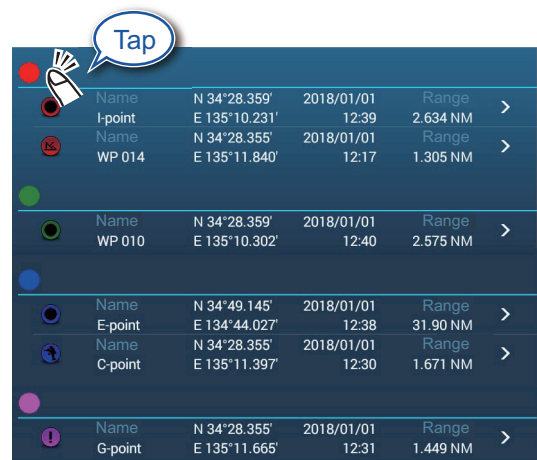 Tap
Name N 34°28.359' 2018/01/01 Range
I-point E 135°10.231' 12:39 2.634 NM
Name N 34°28.355' 2018/01/01 Range
WP 014 E 135°11.840' 12:17 1.305 NM
Name N 34°28.359' 2018/01/01 Range
WP 010 E 135°10.302' 12:40 2.575 NM
Name N 34°49.145' 2018/01/01 Range
E-point E 134°44.027' 12:38 31.90 NM
Name N 34°28.355' 2018/01/01 Range
C-point E 135°11.397' 12:30 1.671 NM
Name N 34°28.355' 2018/01/01 Range
G-point E 135°11.665' 12:31 1.449 NM